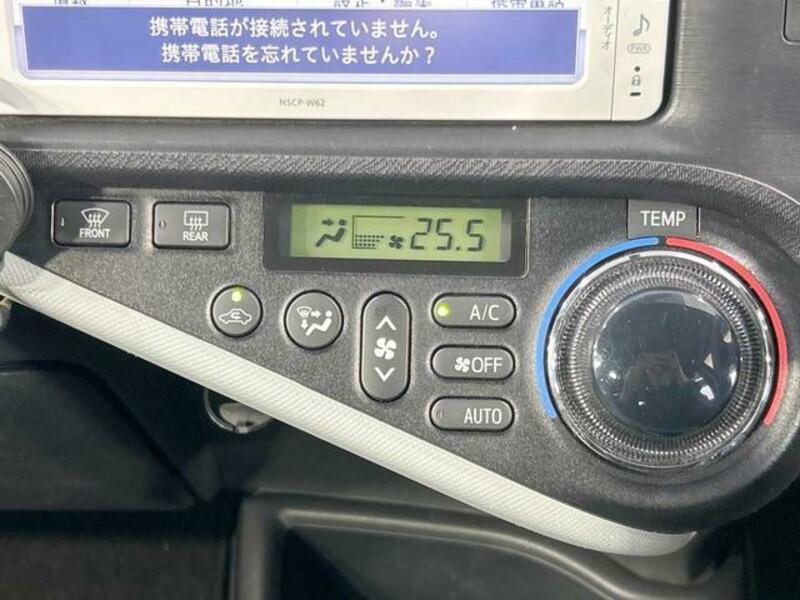 携帯電話が接続されていません。
携帯電話を忘れていませんか？
オーディオ
PWR
NSCP-W62
FRONT
REAR
25.5
TEMP
A/C
OFF
AUTO